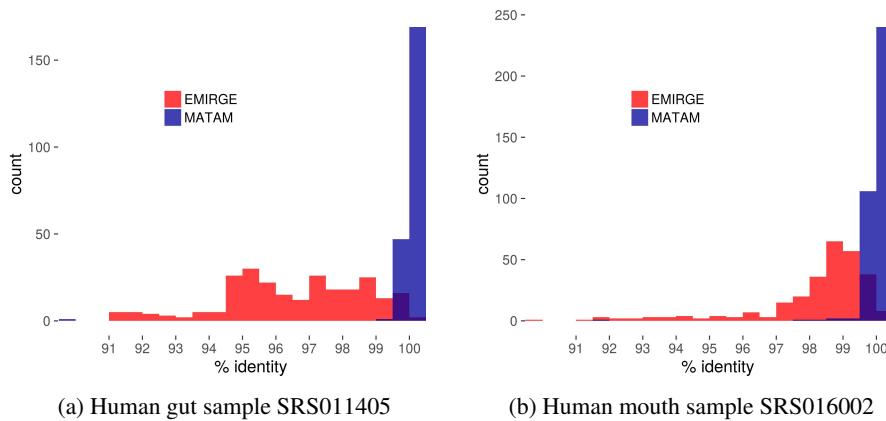 150
100
50
0
count
EMIRGE
MATAM
91 92 93 94 95 96 97 98 99 100
% identity
(a) Human gut sample SRS011405
250
200
150
100
50
0
count
EMIRGE
MATAM
91 92 93 94 95 96 97 98 99 100
% identity
(b) Human mouth sample SRS016002